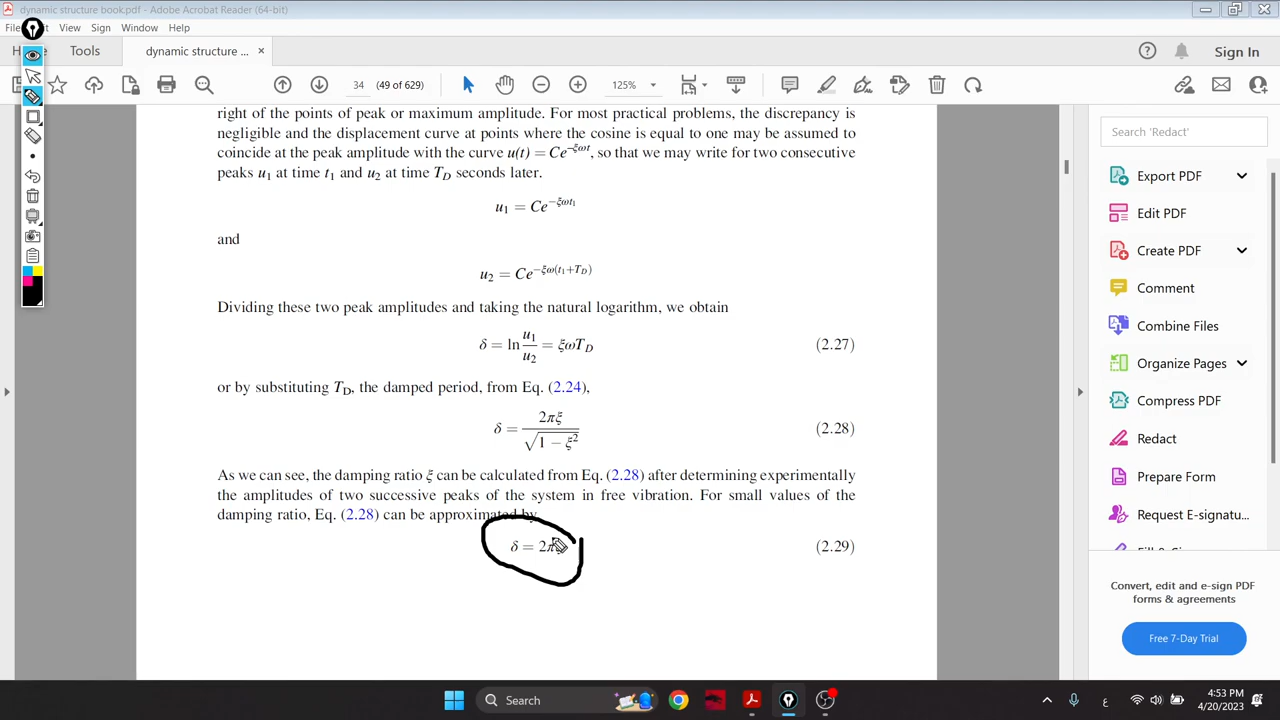 dynamic structure book.pdf - Adobe Acrobat Reader (64-bit)
View Sign Window Help
Tools dynamic structure ... × Sign In
34 (49 of 629) 125%
right of the points of peak or maximum amplitude. For most practical problems, the discrepancy is
negligible and the displacement curve at points where the cosine is equal to one may be assumed to
coincide at the peak amplitude with the curve u(t) = Ce^{-ξωt}, so that we may write for two consecutive
peaks u₁ at time t₁ and u₂ at time T_D seconds later.
u₁ = Ce^{-ξωt₁}
and
u₂ = Ce^{-ξω(t₁+T_D)}
Dividing these two peak amplitudes and taking the natural logarithm, we obtain
δ = ln u₁/u₂ = ξωT_D (2.27)
or by substituting T_D, the damped period, from Eq. (2.24),
δ = 2πξ/√(1 − ξ²) (2.28)
As we can see, the damping ratio ξ can be calculated from Eq. (2.28) after determining experimentally
the amplitudes of two successive peaks of the system in free vibration. For small values of the
damping ratio, Eq. (2.28) can be approximated by
δ = 2π (2.29)
Search 'Redact'
Export PDF
Edit PDF
Create PDF
Comment
Combine Files
Organize Pages
Compress PDF
Redact
Prepare Form
Request E-signatu...
Convert, edit and e-sign PDF
forms & agreements
Free 7-Day Trial
Search
ع
4:53 PM
4/20/2023